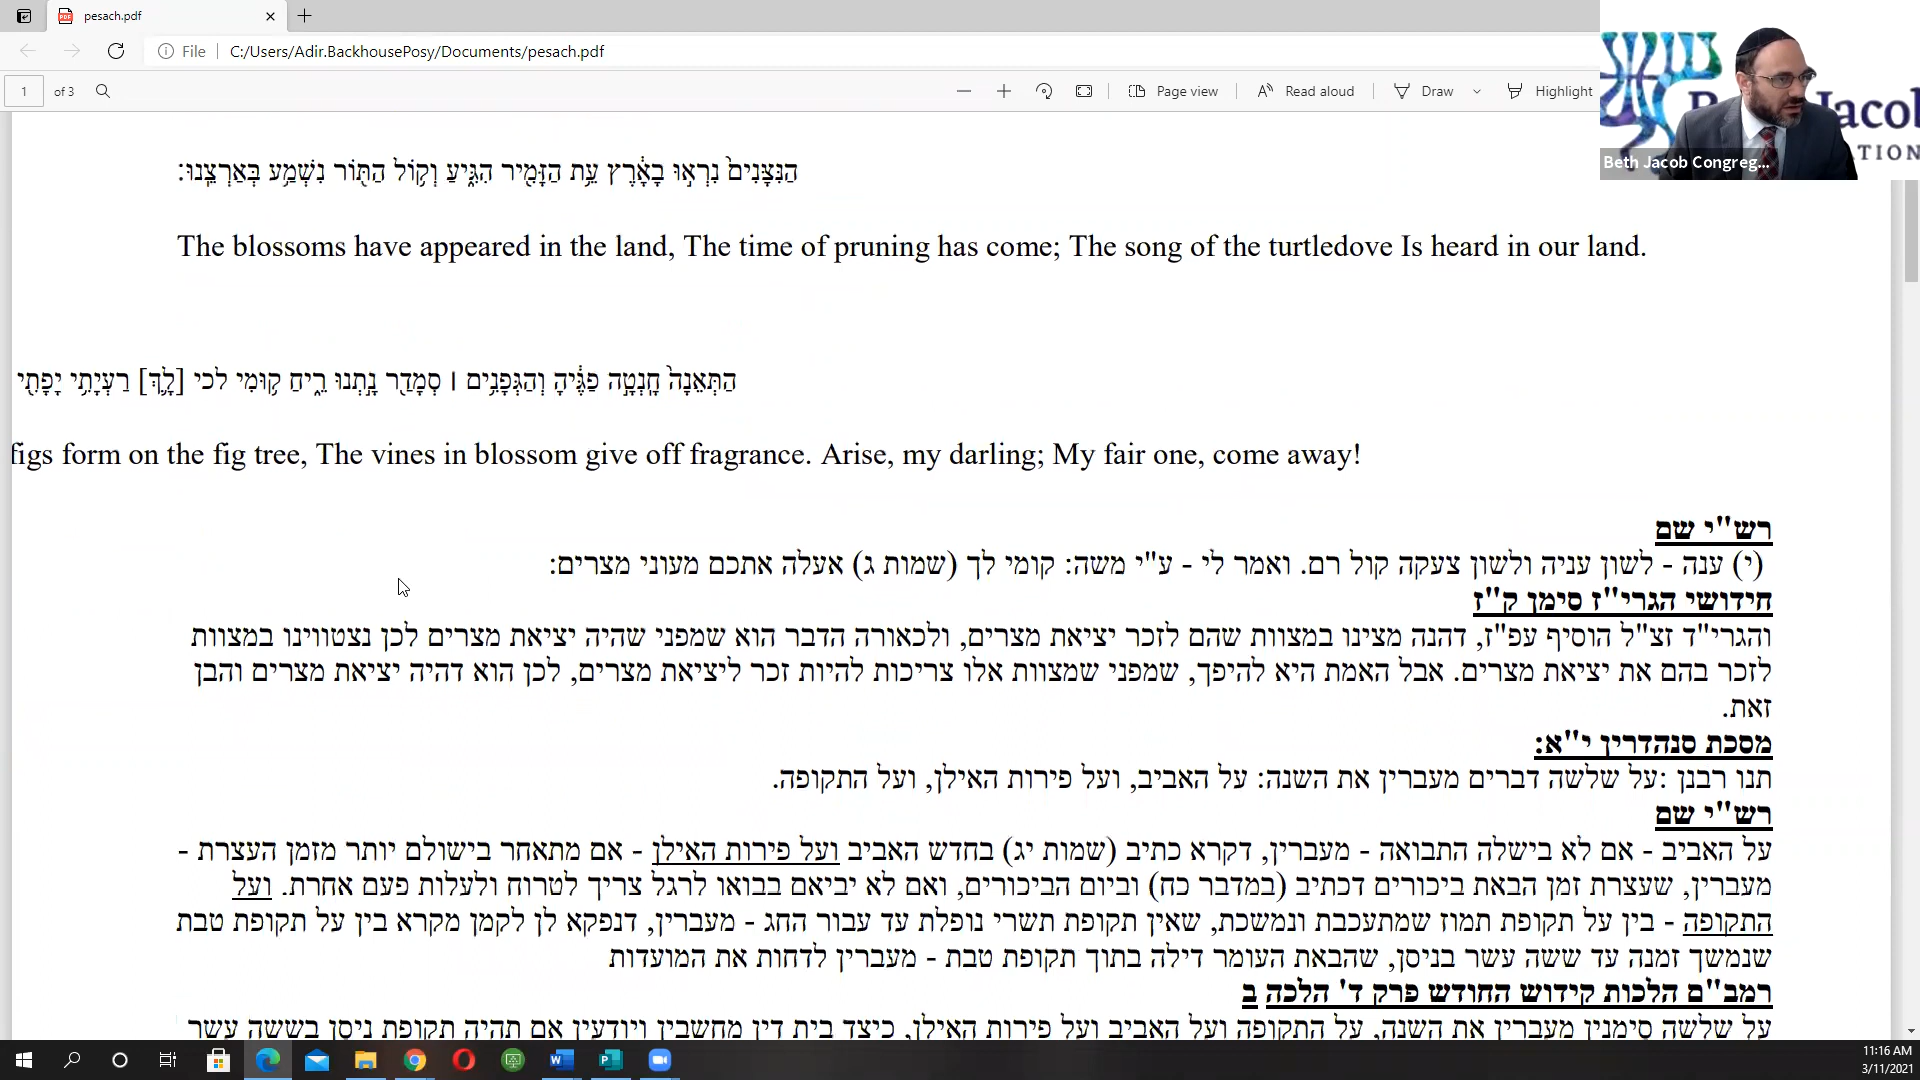 pesach.pdf
File
C:/Users/Adir.BackhousePosy/Documents/pesach.pdf
1 of 3
Page view
Read aloud
Draw
Highlight
Beth Jacob Congreg...
Jacob
ATION
הַנִּצָּנִים֙ נִרְא֣וּ בָאָ֔רֶץ עֵ֥ת הַזָּמִ֖יר הִגִּ֑יעַ וְק֥וֹל הַתּ֖וֹר נִשְׁמַ֥ע בְּאַרְצֵֽנוּ׃
The blossoms have appeared in the land, The time of pruning has come; The song of the turtledove Is heard in our land.
הַתְּאֵנָה֙ חָֽנְטָ֣ה פַגֶּ֔יהָ וְהַגְּפָנִ֥ים ׀ סְמָדַ֖ר נָ֣תְנוּ רֵ֑יחַ ק֥וּמִי לכי [לָ֛ךְ] רַעְיָתִ֥י יָפָתִ֖י
figs form on the fig tree, The vines in blossom give off fragrance. Arise, my darling; My fair one, come away!
רש"י שם
(י) ענה - לשון עניה ולשון צעקה קול רם. ואמר לי - ע"י משה: קומי לך (שמות ג) אעלה אתכם מעוני מצרים:
חידושי הגרי"ז סימן ק"ז
והגרי"ד זצ"ל הוסיף עפ"ז, דהנה מצינו במצוות שהם לזכר יציאת מצרים, ולכאורה הדבר הוא שמפני שהיה יציאת מצרים לכן נצטווינו במצוות
לזכר בהם את יציאת מצרים. אבל האמת היא להיפך, שמפני שמצוות אלו צריכות להיות זכר ליציאת מצרים, לכן הוא דהיה יציאת מצרים והבן
זאת.
מסכת סנהדרין י"א:
תנו רבנן :על שלשה דברים מעברין את השנה: על האביב, ועל פירות האילן, ועל התקופה.
רש"י שם
על האביב - אם לא בישלה התבואה - מעברין, דקרא כתיב (שמות יג) בחדש האביב ועל פירות האילן - אם מתאחר בישולם יותר מזמן העצרת -
מעברין, שעצרת זמן הבאת ביכורים דכתיב (במדבר כח) וביום הביכורים, ואם לא יביאם בבואו לרגל צריך לטרוח ולעלות פעם אחרת. ועל
התקופה - בין על תקופת תמוז שמתעכבת ונמשכת, שאין תקופת תשרי נופלת עד עבור החג - מעברין, דנפקא לן לקמן מקרא בין על תקופת טבת
שנמשך זמנה עד ששה עשר בניסן, שהבאת העומר דילה בתוך תקופת טבת - מעברין לדחות את המועדות
רמב"ם הלכות קידוש החודש פרק ד' הלכה ב
על שלשה סימנין מעברין את השנה, על התקופה ועל האביב ועל פירות האילן, כיצד בית דין מחשבין ויודעין אם תהיה תקופת ניסן בששה עשר
11:16 AM
3/11/2021